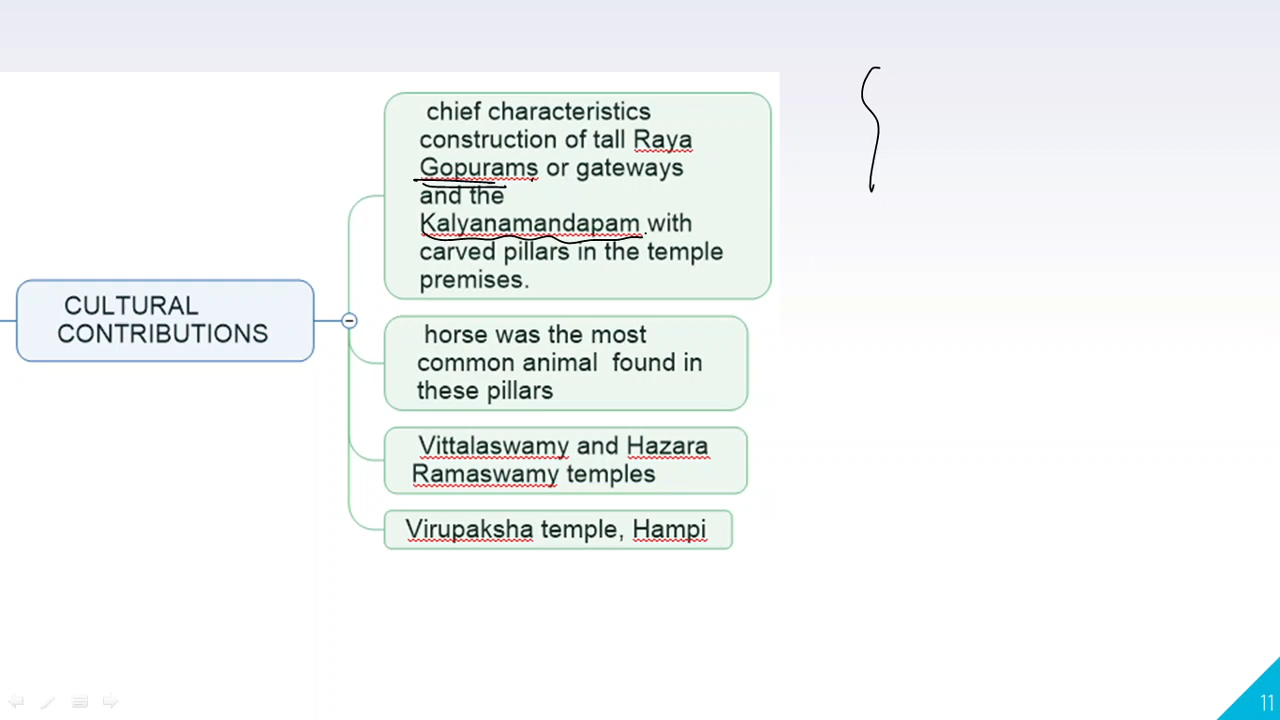 CULTURAL
CONTRIBUTIONS
chief characteristics
construction of tall Raya
Gopurams, or gateways
and the
Kalyanamandapam with
carved pillars in the temple
premises.
horse was the most
common animal found in
these pillars
Vittalaswamy and Hazara
Ramaswamy temples
Virupaksha temple, Hampi
11